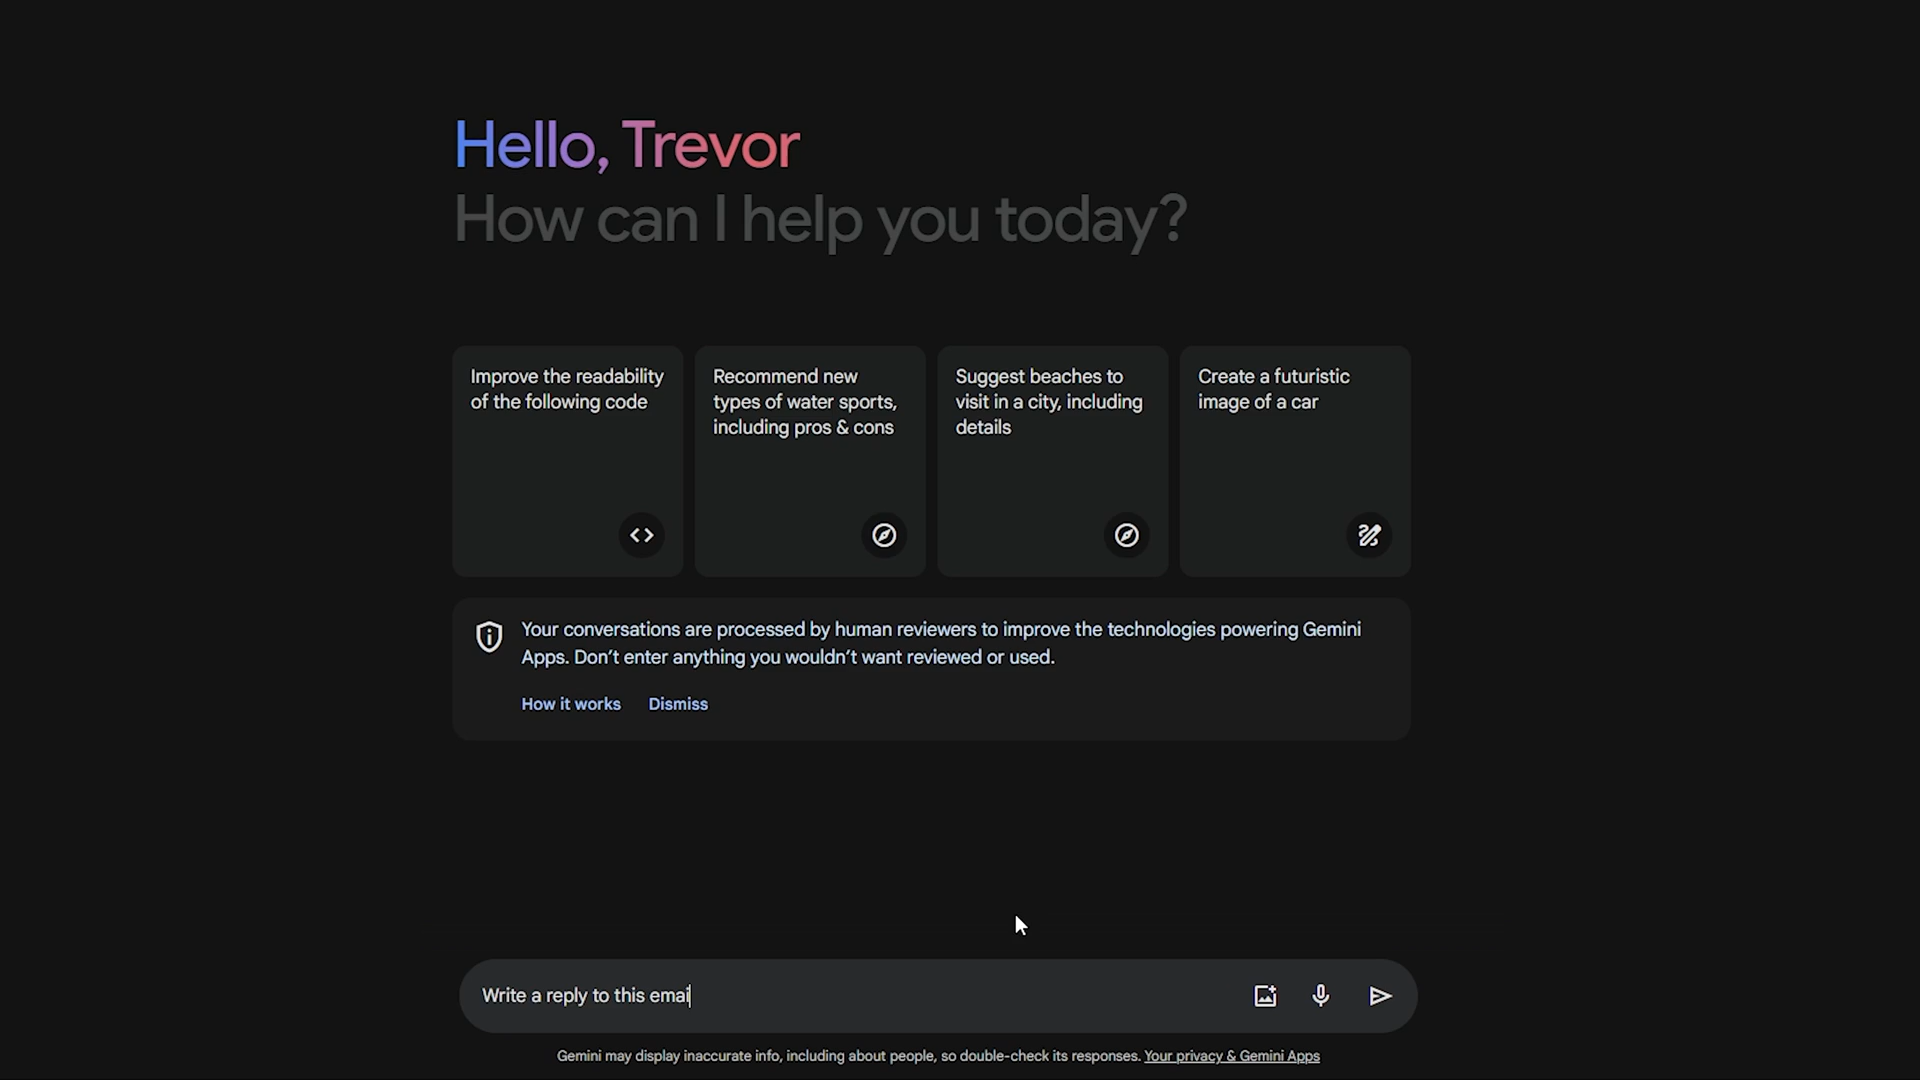 Hello, Trevor
How can I help you today?
Improve the readability
of the following code
Recommend new
types of water sports,
including pros & cons
Suggest beaches to
visit in a city, including
details
Create a futuristic
image of a car
Your conversations are processed by human reviewers to improve the technologies powering Gemini
Apps. Don't enter anything you wouldn't want reviewed or used.
How it works Dismiss
Write a reply to this emai
Gemini may display inaccurate info, including about people, so double-check its responses. Your privacy & Gemini Apps